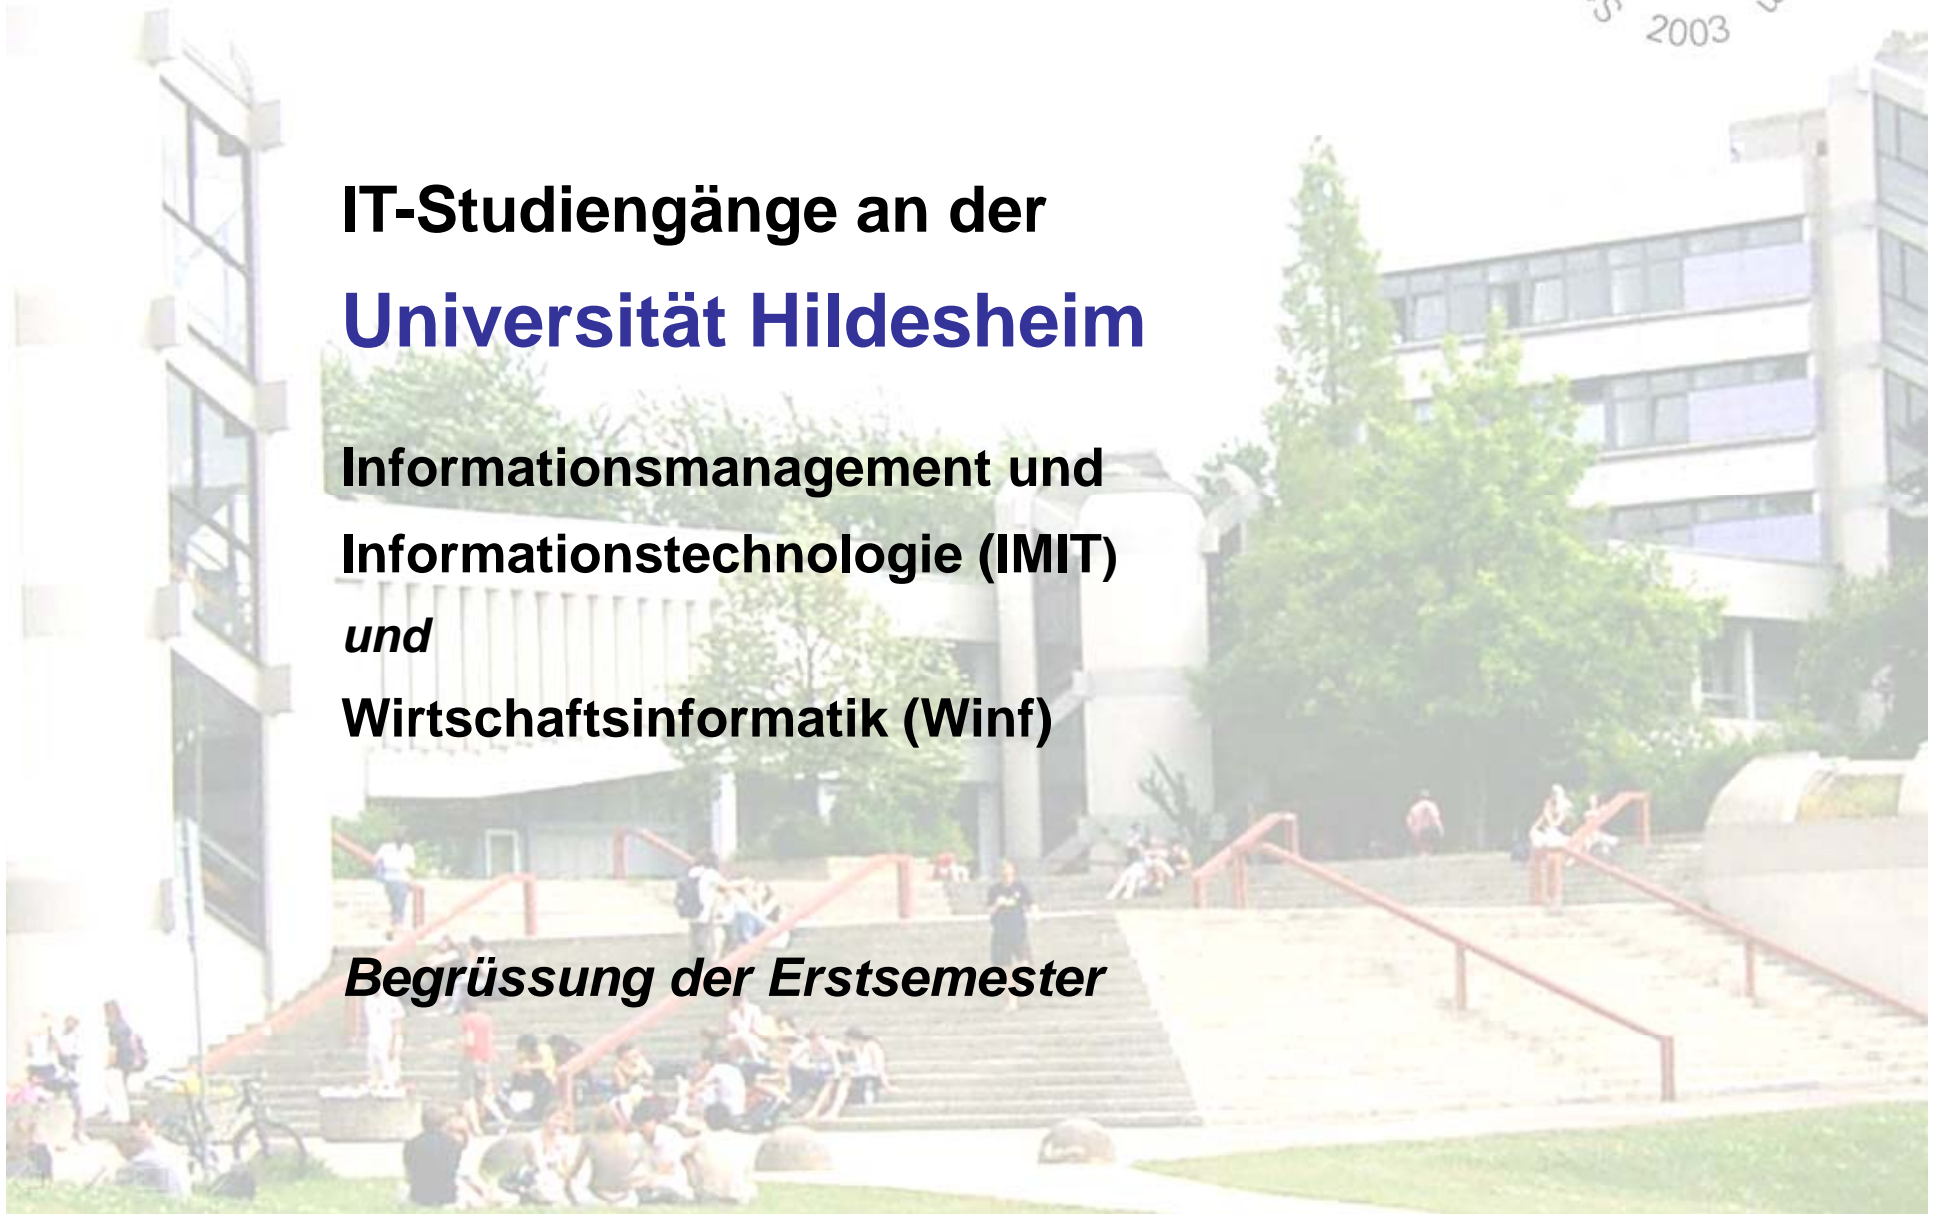 2003
IT-Studiengänge an der
Universität Hildesheim
Informationsmanagement und
Informationstechnologie (IMIT)
und
Wirtschaftsinformatik (Winf)
Begrüssung der Erstsemester